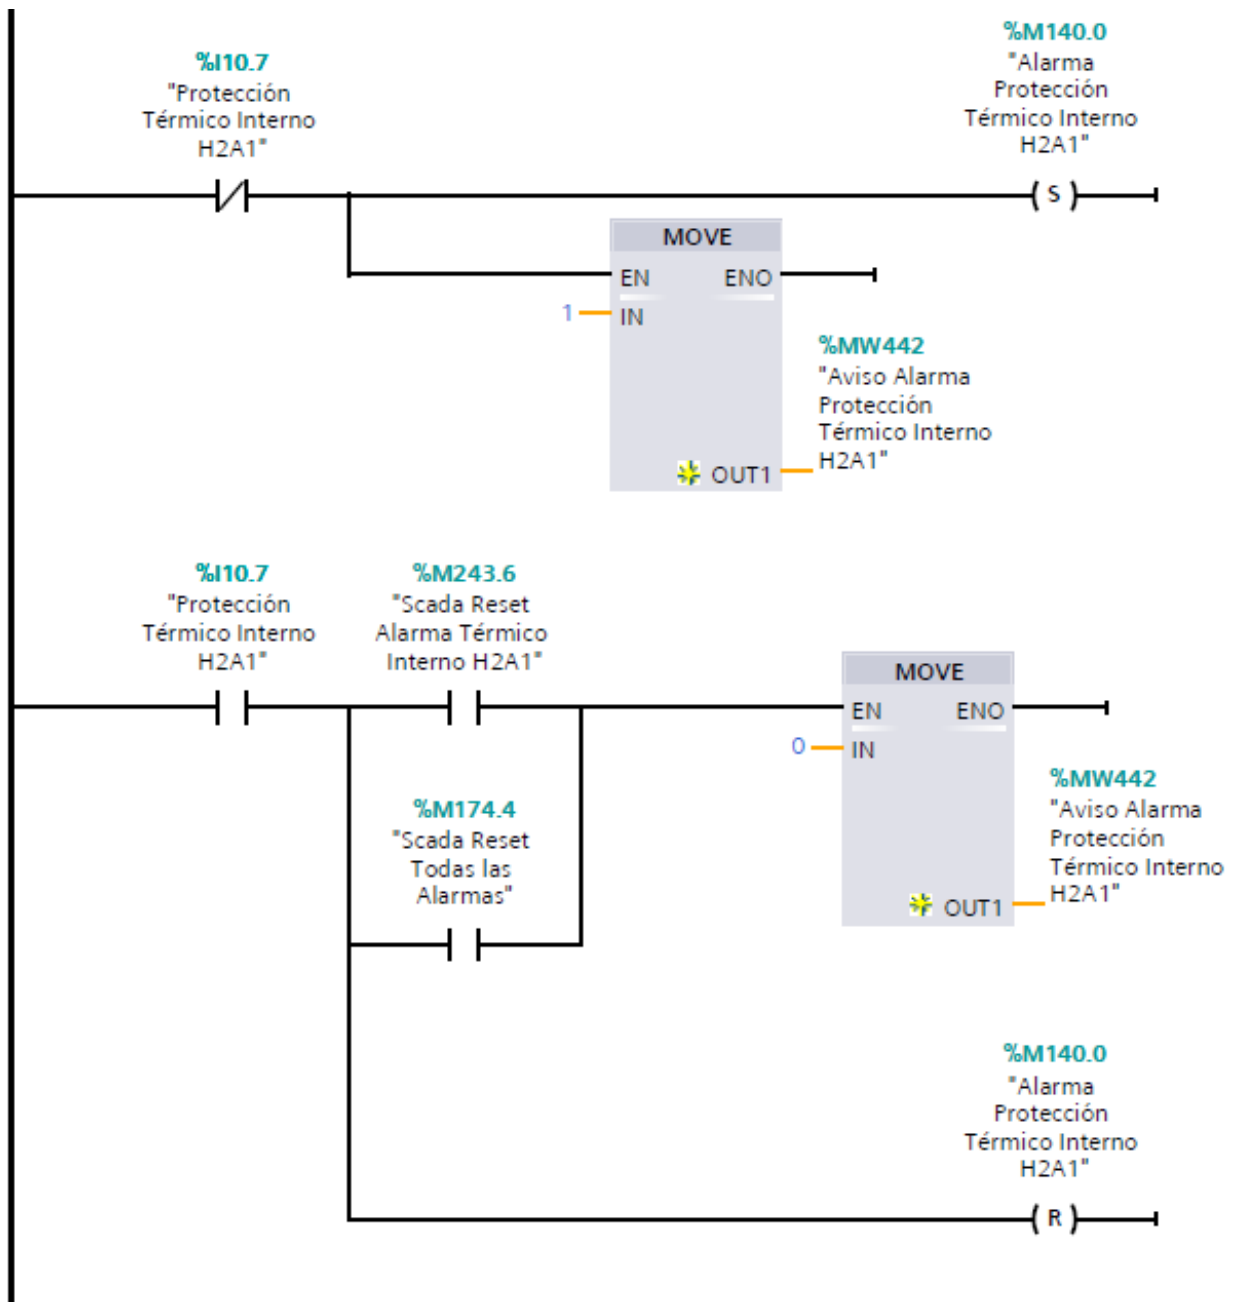 %M140.0
"Alarma
Protección
Térmico Interno
H2A1"
%I10.7
"Protección
Térmico Interno
H2A1"
S
MOVE
EN ENO
1 IN
%MW442
"Aviso Alarma
Protección
Térmico Interno
H2A1"
OUT1
%I10.7
"Protección
Térmico Interno
H2A1"
%M243.6
"Scada Reset
Alarma Térmico
Interno H2A1"
MOVE
EN ENO
0 IN
%MW442
"Aviso Alarma
Protección
Térmico Interno
H2A1"
OUT1
%M174.4
"Scada Reset
Todas las
Alarmas"
%M140.0
"Alarma
Protección
Térmico Interno
H2A1"
R